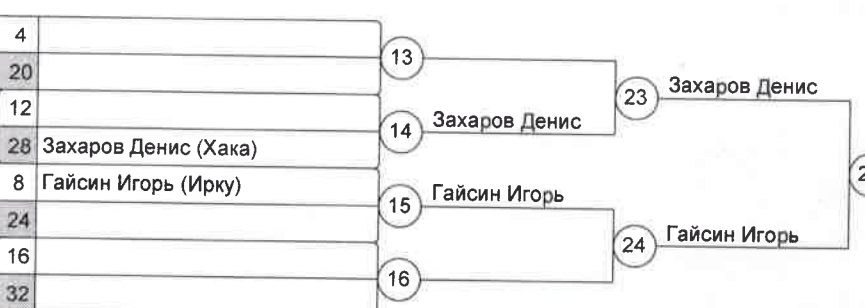 4
13
20
23 Захаров Денис
12
14 Захаров Денис
28 Захаров Денис (Хака)
8 Гайсин Игорь (Ирку)
15 Гайсин Игорь
24
24 Гайсин Игорь
16
16
32